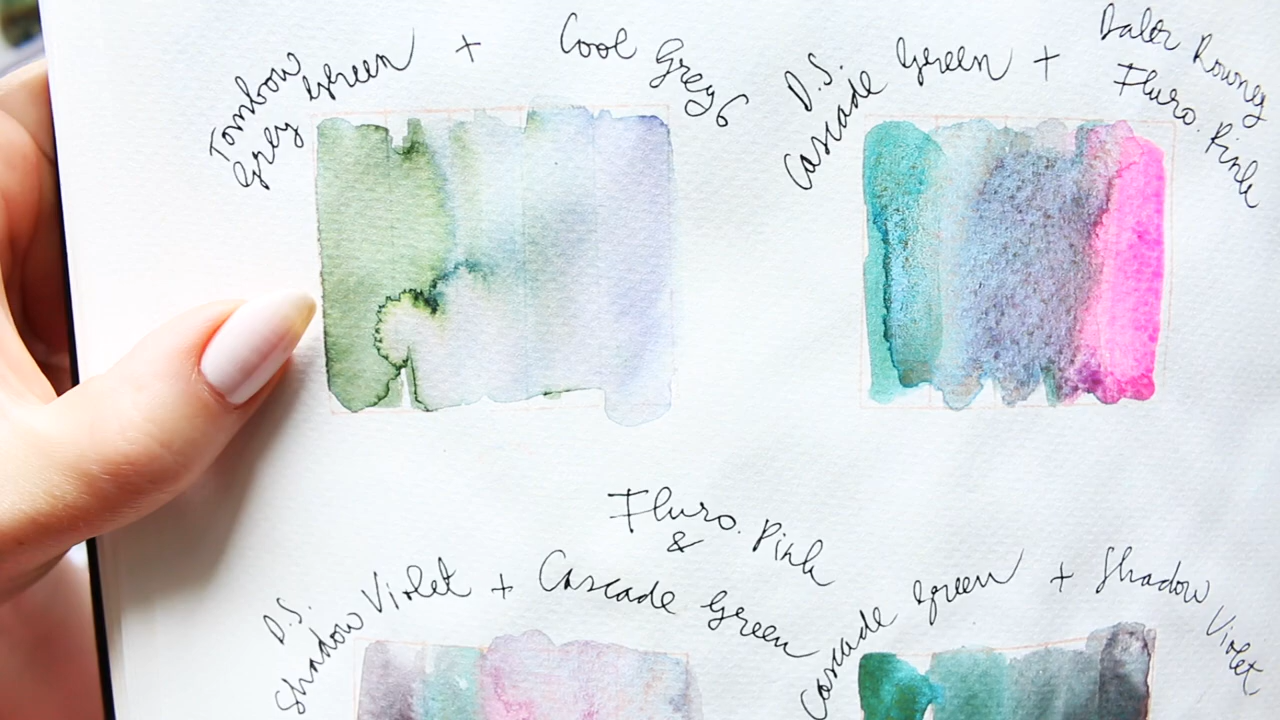 Tombow
Grey Green + Cool Grey 6
D.S.
Cascade Green + Daler Rowney
Fluro. Pink
Fluro. Pink
&
D.S.
Shadow Violet + Cascade Green
Cascade Green + Shadow
Violet